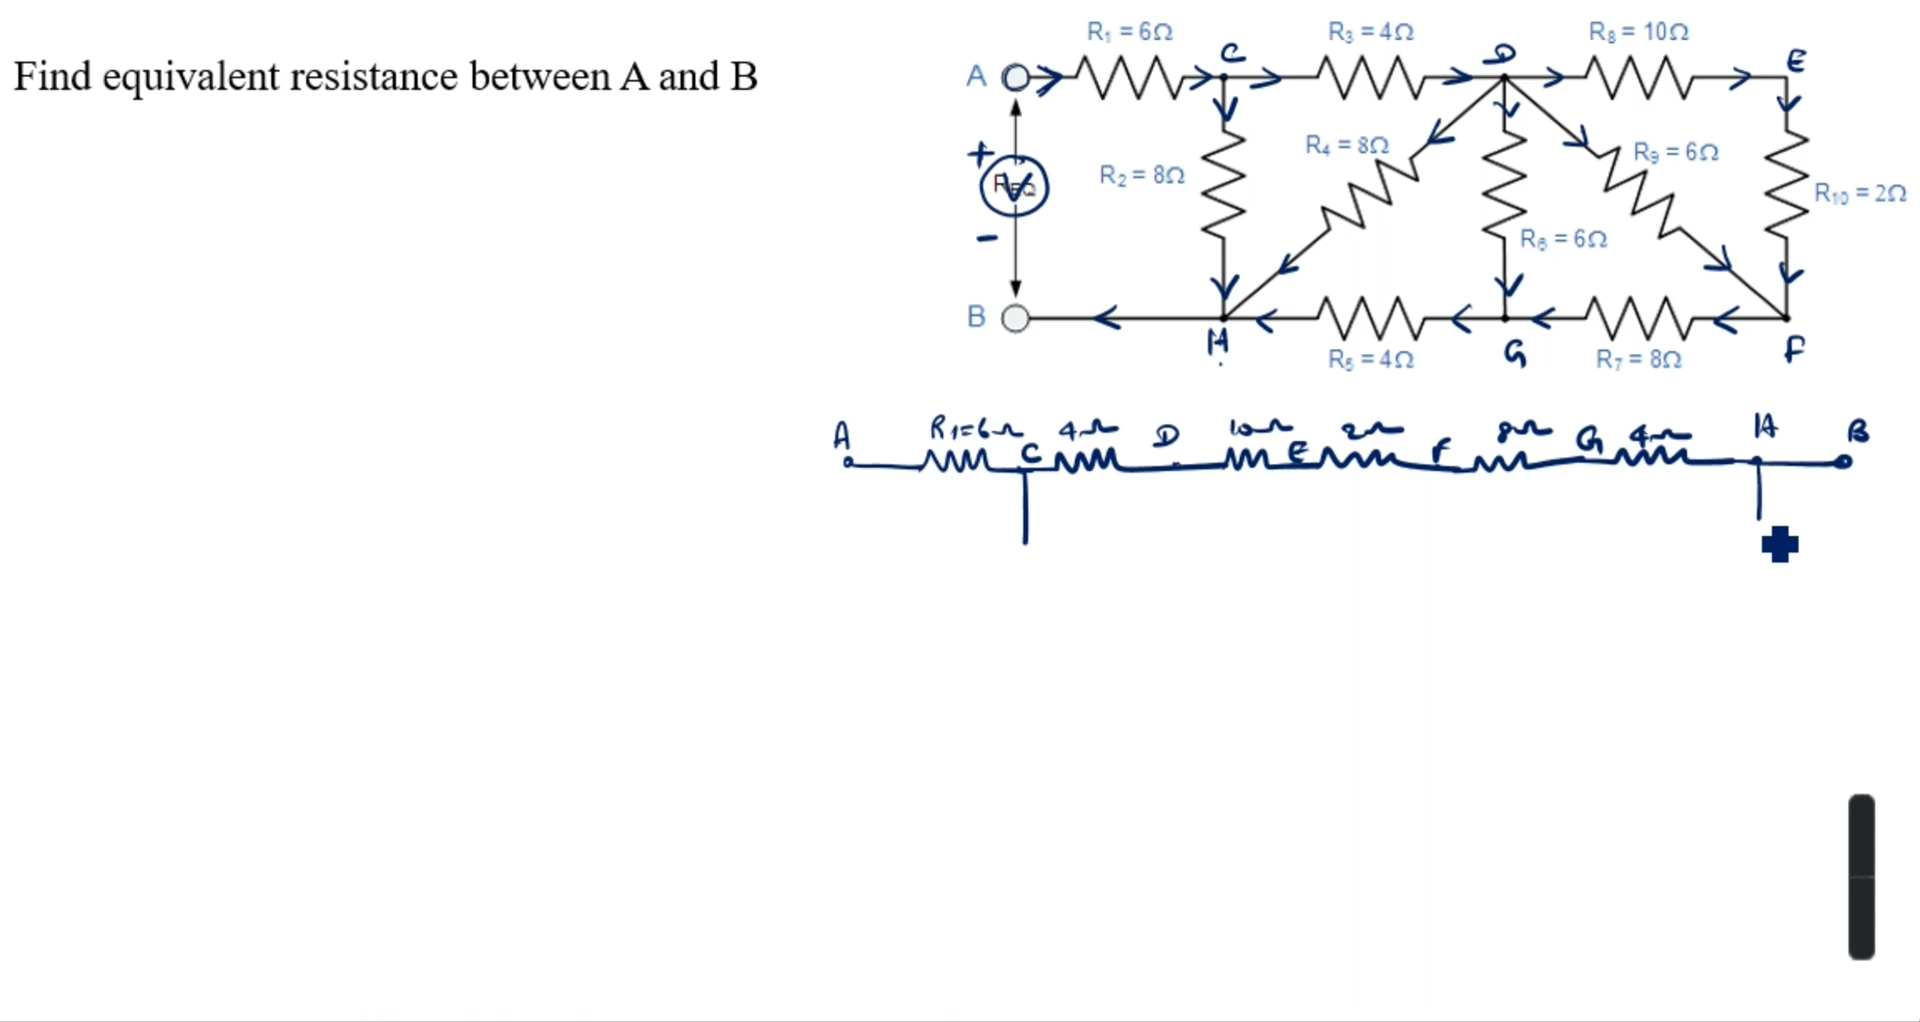 Find equivalent resistance between A and B
R₁ = 6Ω
R₃ = 4Ω
R₈ = 10Ω
A
C
D
E
+
R₂ = 8Ω
R₄ = 8Ω
R₉ = 6Ω
V
R₁₀ = 2Ω
R₆ = 6Ω
-
B
H
R₅ = 4Ω
G
R₇ = 8Ω
F
A R₁=6Ω C 4Ω D 10Ω E 2Ω F 8Ω G 4Ω H B